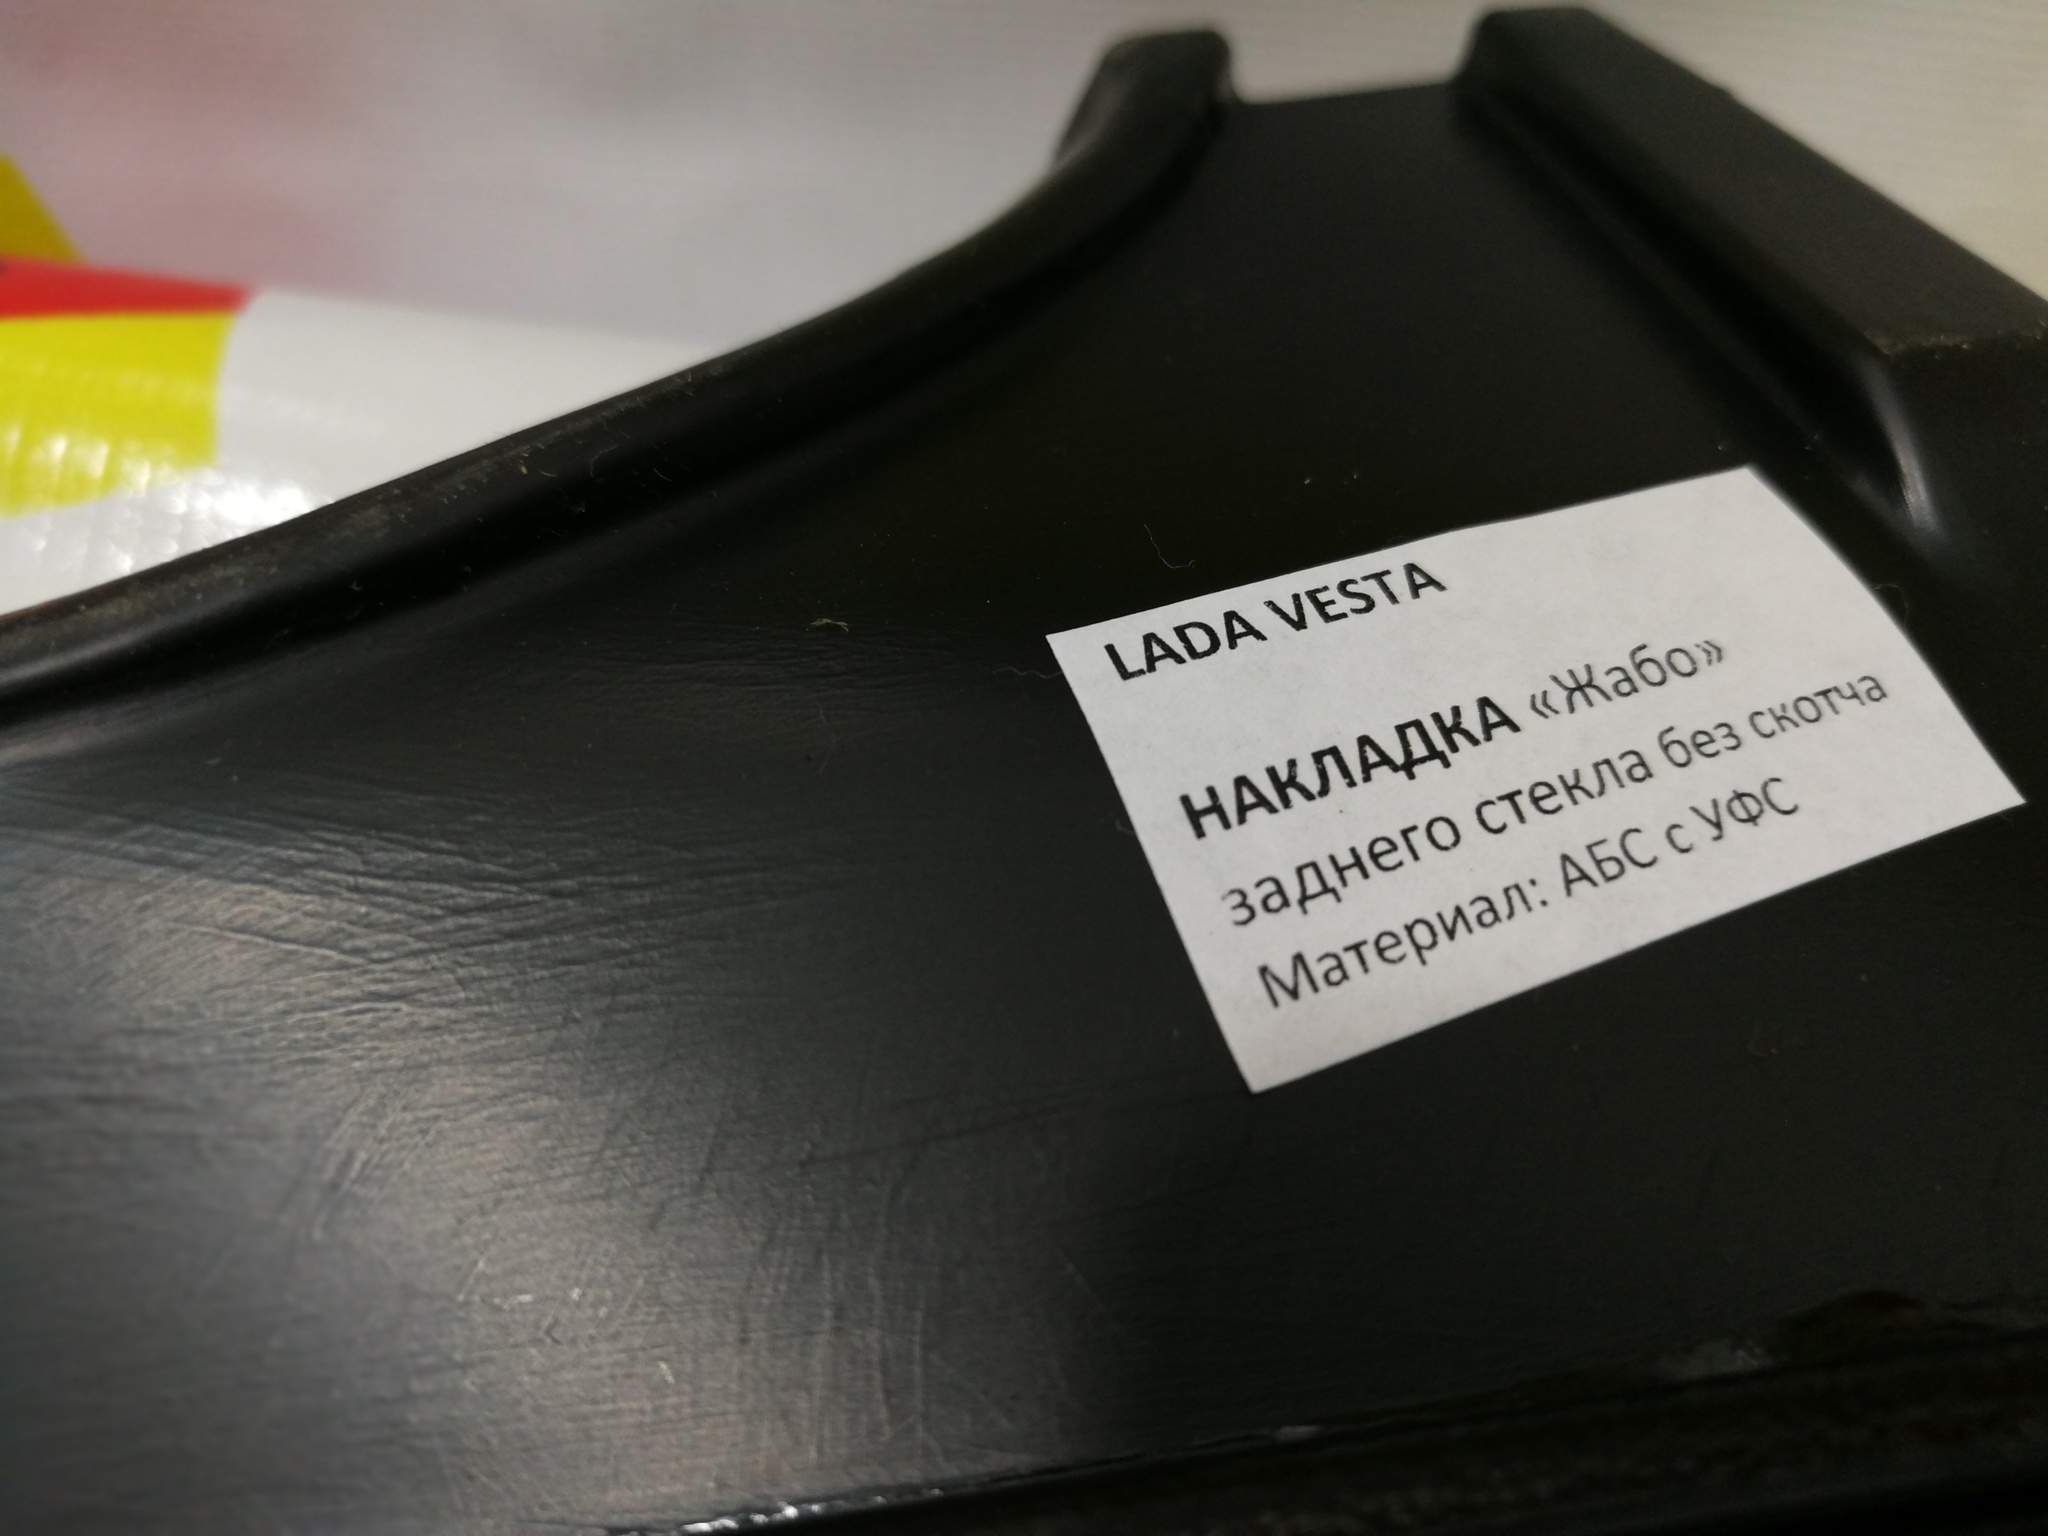 LADA VESTA
НАКЛАДКА «Жабо»
заднего стекла без скотча
Материал: АБС с УФС